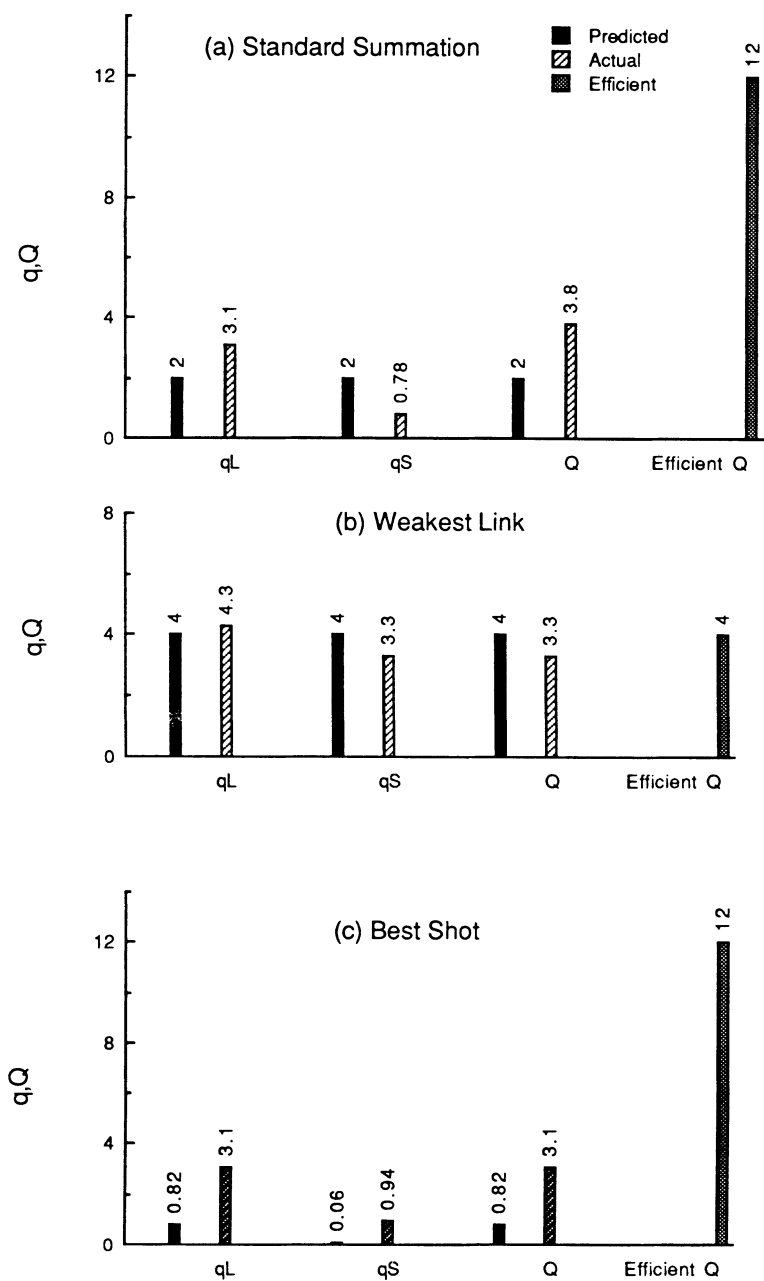 (a) Standard Summation
Predicted
Actual
Efficient
12
8
4
0
q,Q
2
3.1
2
0.78
2
3.8
12
qL
qS
Q
Efficient Q
(b) Weakest Link
8
4
0
q,Q
4
4.3
4
3.3
4
3.3
4
qL
qS
Q
Efficient Q
(c) Best Shot
12
8
4
0
q,Q
0.82
3.1
0.06
0.94
0.82
3.1
12
qL
qS
Q
Efficient Q